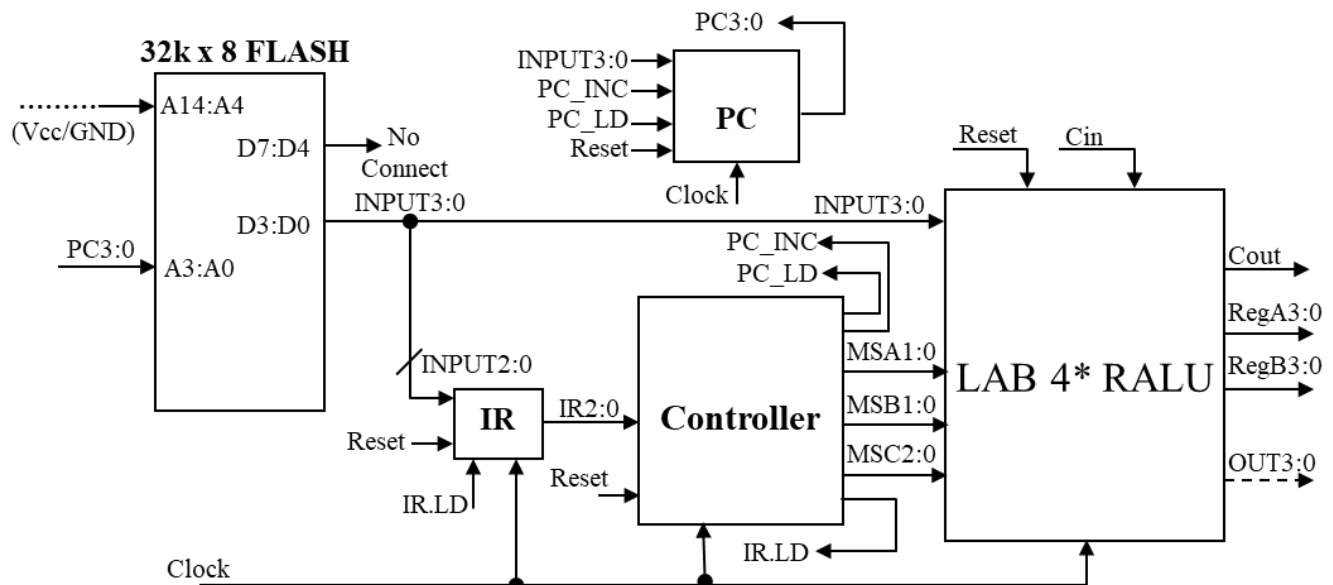 32k x 8 FLASH
A14:A4
(Vcc/GND)
D7:D4
No
Connect
INPUT3:0
D3:D0
PC3:0
A3:A0
PC3:0
INPUT3:0
PC_INC
PC_LD
Reset
PC
Clock
INPUT3:0
PC_INC
PC_LD
Reset
Cin
INPUT2:0
IR
Reset
IR.LD
IR2:0
Controller
Reset
MSA1:0
MSB1:0
MSC2:0
IR.LD
LAB 4* RALU
Cout
RegA3:0
RegB3:0
OUT3:0
Clock